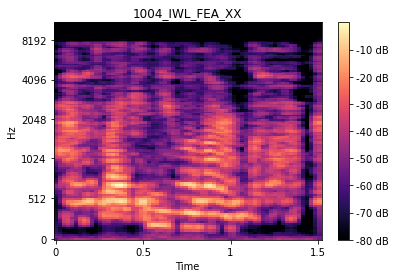 1004_IWL_FEA_XX
8192
4096
2048
1024
512
0
Hz
0
0.5
1
1.5
Time
-10 dB
-20 dB
-30 dB
-40 dB
-50 dB
-60 dB
-70 dB
-80 dB